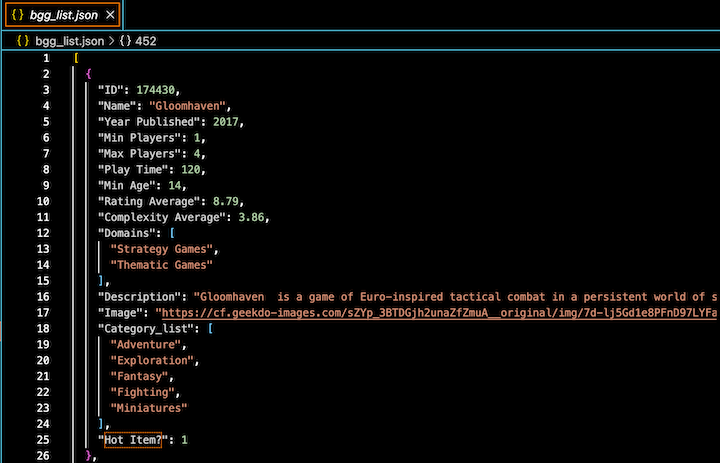 {} bgg_list.json ×
{} bgg_list.json > {} 452
1 [
2 {
3 "ID": 174430,
4 "Name": "Gloomhaven",
5 "Year Published": 2017,
6 "Min Players": 1,
7 "Max Players": 4,
8 "Play Time": 120,
9 "Min Age": 14,
10 "Rating Average": 8.79,
11 "Complexity Average": 3.86,
12 "Domains": [
13 "Strategy Games",
14 "Thematic Games"
15 ],
16 "Description": "Gloomhaven  is a game of Euro-inspired tactical combat in a persistent world of s
17 "Image": "https://cf.geekdo-images.com/sZYp_3BTDGjh2unaZfZmuA__original/img/7d-lj5Gd1e8PFnD97LYFa
18 "Category_list": [
19 "Adventure",
20 "Exploration",
21 "Fantasy",
22 "Fighting",
23 "Miniatures"
24 ],
25 "Hot Item?": 1
26 },